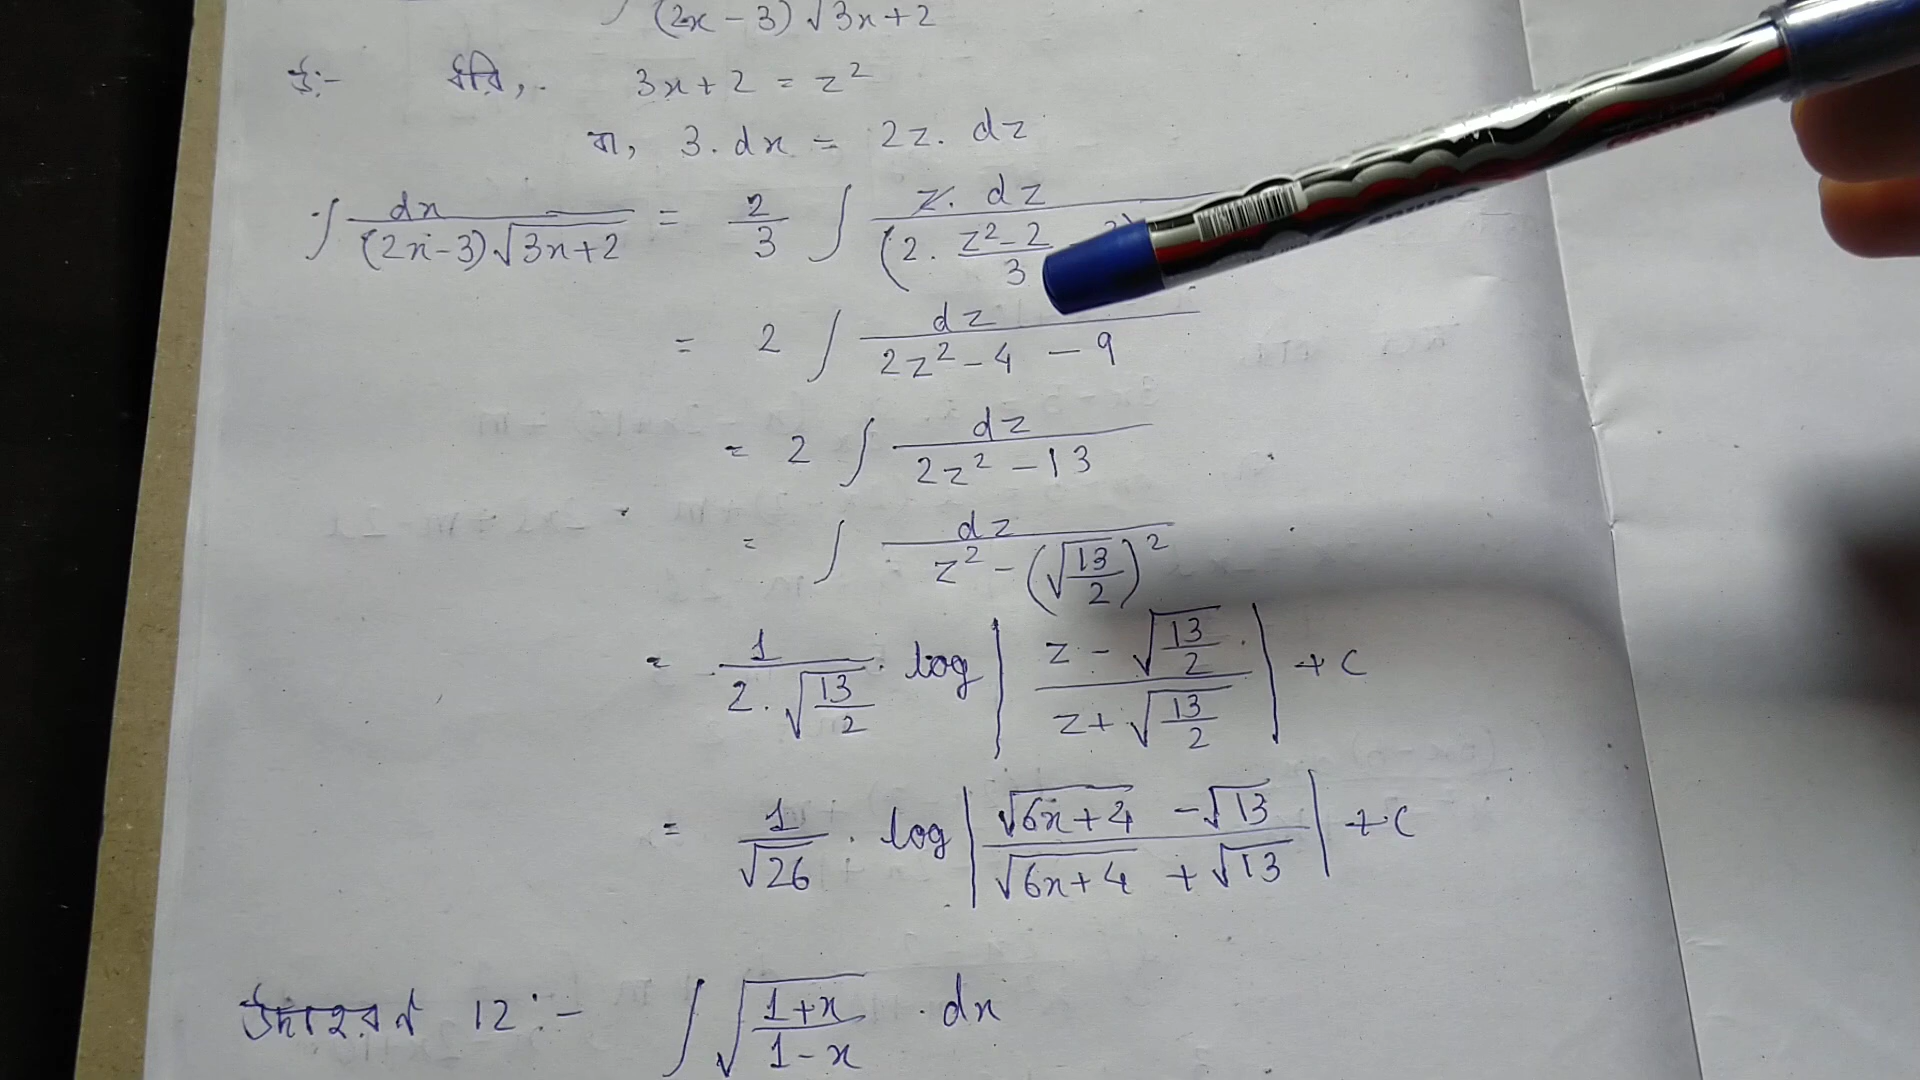 (2x-3)√3x+2
উ:- ধরি, 3x+2 = z²
বা, 3.dx = 2z. dz
∫ dx/(2x-3)√3x+2 = 2/3 ∫ z. dz/(2. z²-2/3
= 2 ∫ dz/2z²-4 -9
= 2 ∫ dz/2z²-13
= ∫ dz/z²-(√13/2)²
= 1/2.√13/2 . log |z-√13/2 / z+√13/2| +c
= 1/√26 . log |√6x+4 -√13 / √6x+4 +√13| +c
উদাহরণ 12:- ∫ √1+x/1-x . dx